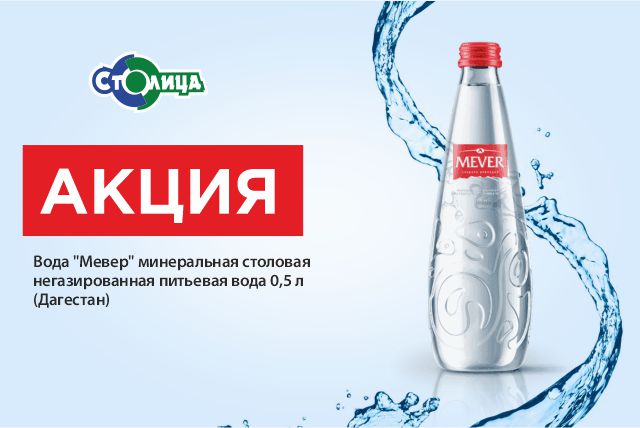 Столица
АКЦИЯ
Вода "Мевер" минеральная столовая
негазированная питьевая вода 0,5 л
(Дагестан)
MEVER